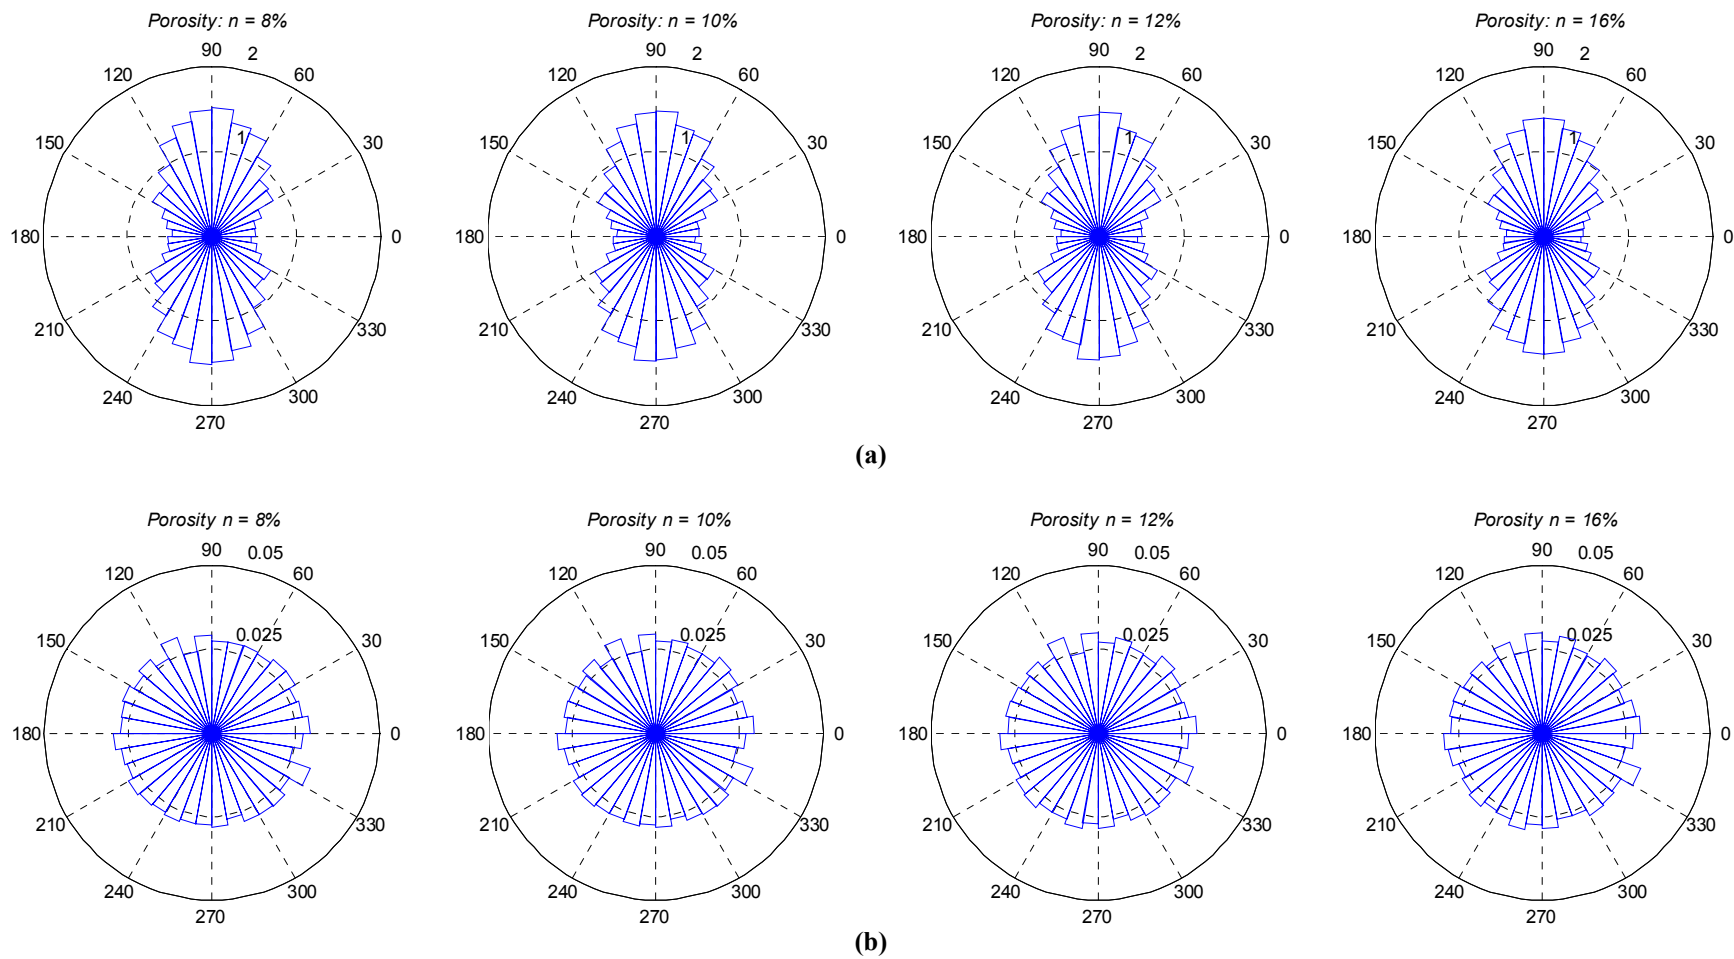 Porosity: n = 8% Porosity: n = 10% Porosity: n = 12% Porosity: n = 16%
90 2 90 2 90 2 90 2
120 60 120 60 120 60 120 60
1 1 1 1
150 30 150 30 150 30 150 30
180 0 180 0 180 0 180 0
210 330 210 330 210 330 210 330
240 300 240 300 240 300 240 300
270 270 270 270
(a)
Porosity n = 8% Porosity n = 10% Porosity n = 12% Porosity n = 16%
90 0.05 90 0.05 90 0.05 90 0.05
120 60 120 60 120 60 120 60
0.025 0.025 0.025 0.025
150 30 150 30 150 30 150 30
180 0 180 0 180 0 180 0
210 330 210 330 210 330 210 330
240 300 240 300 240 300 240 300
270 270 270 270
(b)